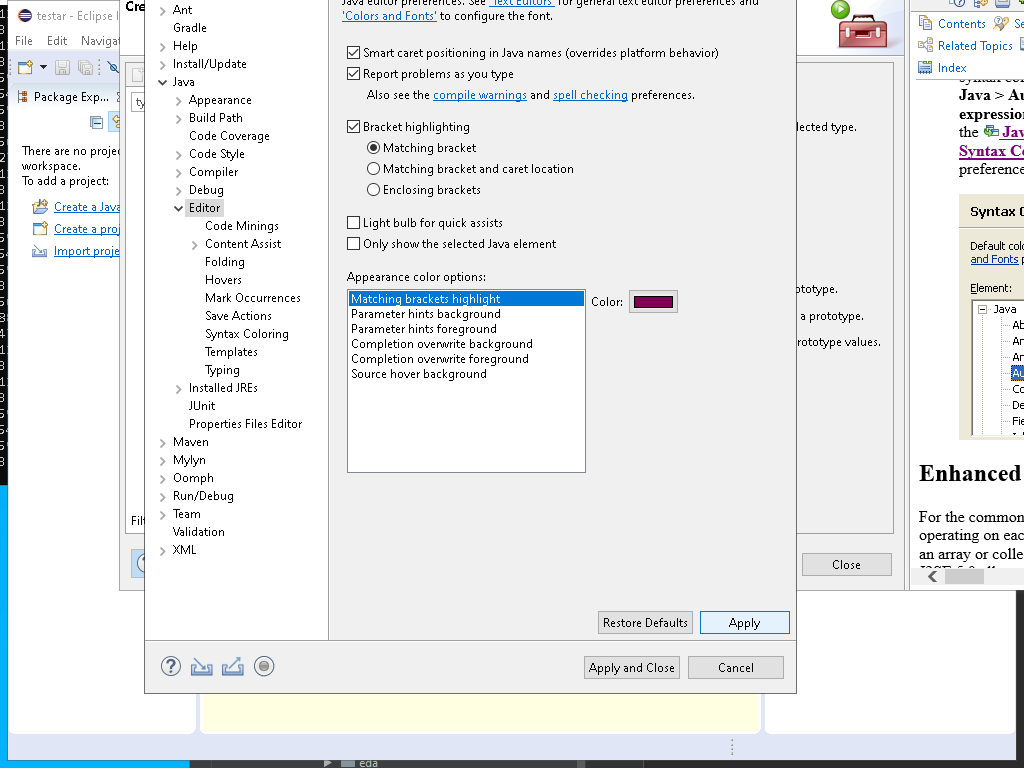 testar - Eclipse I
File Edit Navigat
Package Exp...
There are no projec
workspace.
To add a project:
Create a Java
Create a proj
Import proje
Cre
ty
Filt
Ant
Gradle
Help
Install/Update
Java
Appearance
Build Path
Code Coverage
Code Style
Compiler
Debug
Editor
Code Minings
Content Assist
Folding
Hovers
Mark Occurrences
Save Actions
Syntax Coloring
Templates
Typing
Installed JREs
JUnit
Properties Files Editor
Maven
Mylyn
Oomph
Run/Debug
Team
Validation
XML
Java editor preferences. See 'Text Editors' for general text editor preferences and
'Colors and Fonts' to configure the font.
Smart caret positioning in Java names (overrides platform behavior)
Report problems as you type
Also see the compile warnings and spell checking preferences.
Bracket highlighting
Matching bracket
Matching bracket and caret location
Enclosing brackets
Light bulb for quick assists
Only show the selected Java element
Appearance color options:
Matching brackets highlight
Parameter hints background
Parameter hints foreground
Completion overwrite background
Completion overwrite foreground
Source hover background
Color:
Restore Defaults
Apply
Apply and Close
Cancel
lected type.
ototype.
a prototype.
rototype values.
Close
Contents
Se
Related Topics
Index
Java > Au
expression
the Jav
Syntax Co
preference
Syntax C
Default colo
and Fonts p
Element:
Java
Ab
An
An
Au
Co
De
Fie
Enhanced
For the common
operating on eac
an array or colle
eda